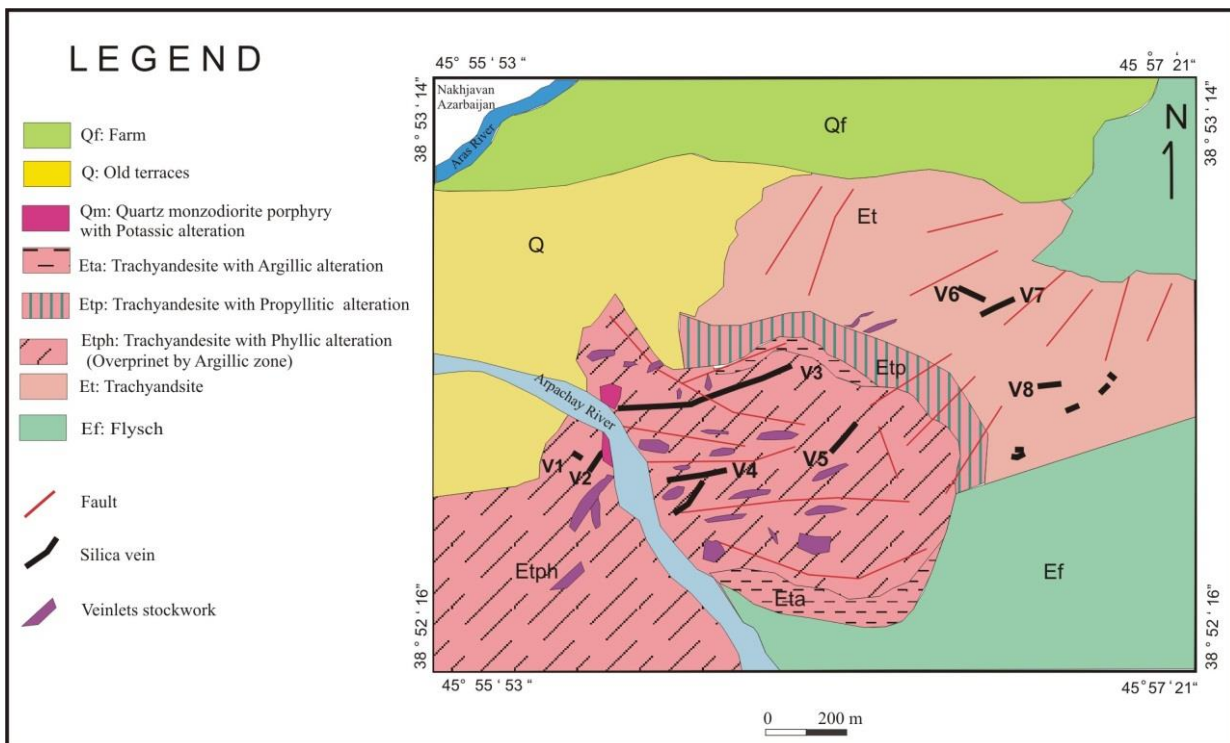 LEGEND
Qf: Farm
Q: Old terraces
Qm: Quartz monzodiorite porphyry
with Potassic alteration
Eta: Trachyandesite with Argillic alteration
Etp: Trachyandesite with Propyllitic alteration
Etph: Trachyandesite with Phyllic alteration
(Overprinet by Argillic zone)
Et: Trachyandsite
Ef: Flysch
Fault
Silica vein
Veinlets stockwork
45° 55 ‘ 53 “
45° 57 ‘ 21“
38 ° 53 ‘ 14”
38 ° 53 ‘ 14”
Nakhjavan
Azarbaijan
Aras River
Qf
N
Et
Q
V6
V7
Etp
V3
V8
Arpachay River
V1
V2
V4
V5
Etph
Eta
Ef
38 ° 52 ‘ 16”
38 ° 52 ‘ 16”
45° 55 ‘ 53 “
45° 57 ‘ 21“
0 200 m